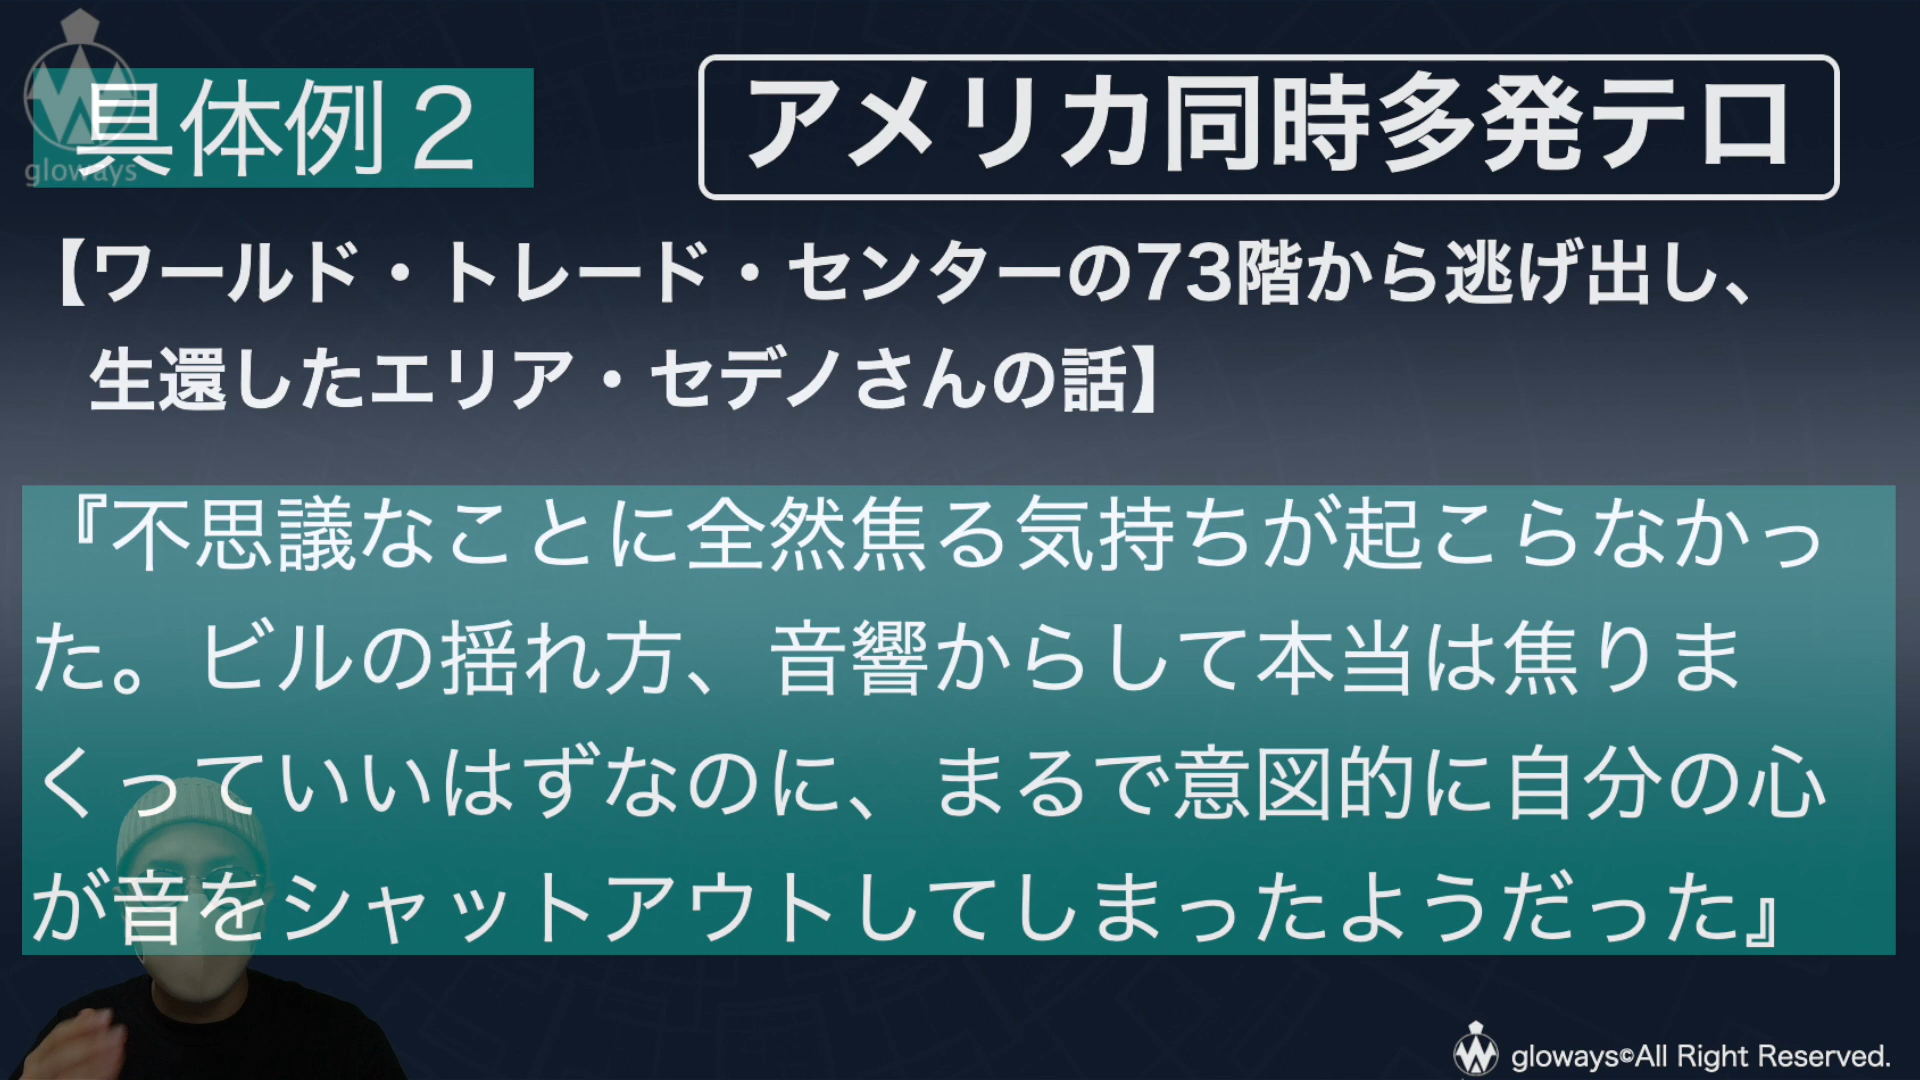 gloways
具体例２
アメリカ同時多発テロ
【ワールド・トレード・センターの73階から逃げ出し、
生還したエリア・セデノさんの話】
『不思議なことに全然焦る気持ちが起こらなかっ
た。ビルの揺れ方、音響からして本当は焦りま
くっていいはずなのに、まるで意図的に自分の心
が音をシャットアウトしてしまったようだった』
gloways©All Right Reserved.